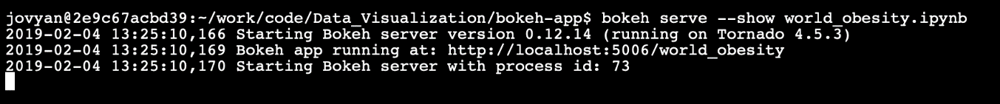 jovyan@2e9c67acbd39:~/work/code/Data_Visualization/bokeh-app$ bokeh serve --show world_obesity.ipynb
2019-02-04 13:25:10,166 Starting Bokeh server version 0.12.14 (running on Tornado 4.5.3)
2019-02-04 13:25:10,169 Bokeh app running at: http://localhost:5006/world_obesity
2019-02-04 13:25:10,170 Starting Bokeh server with process id: 73